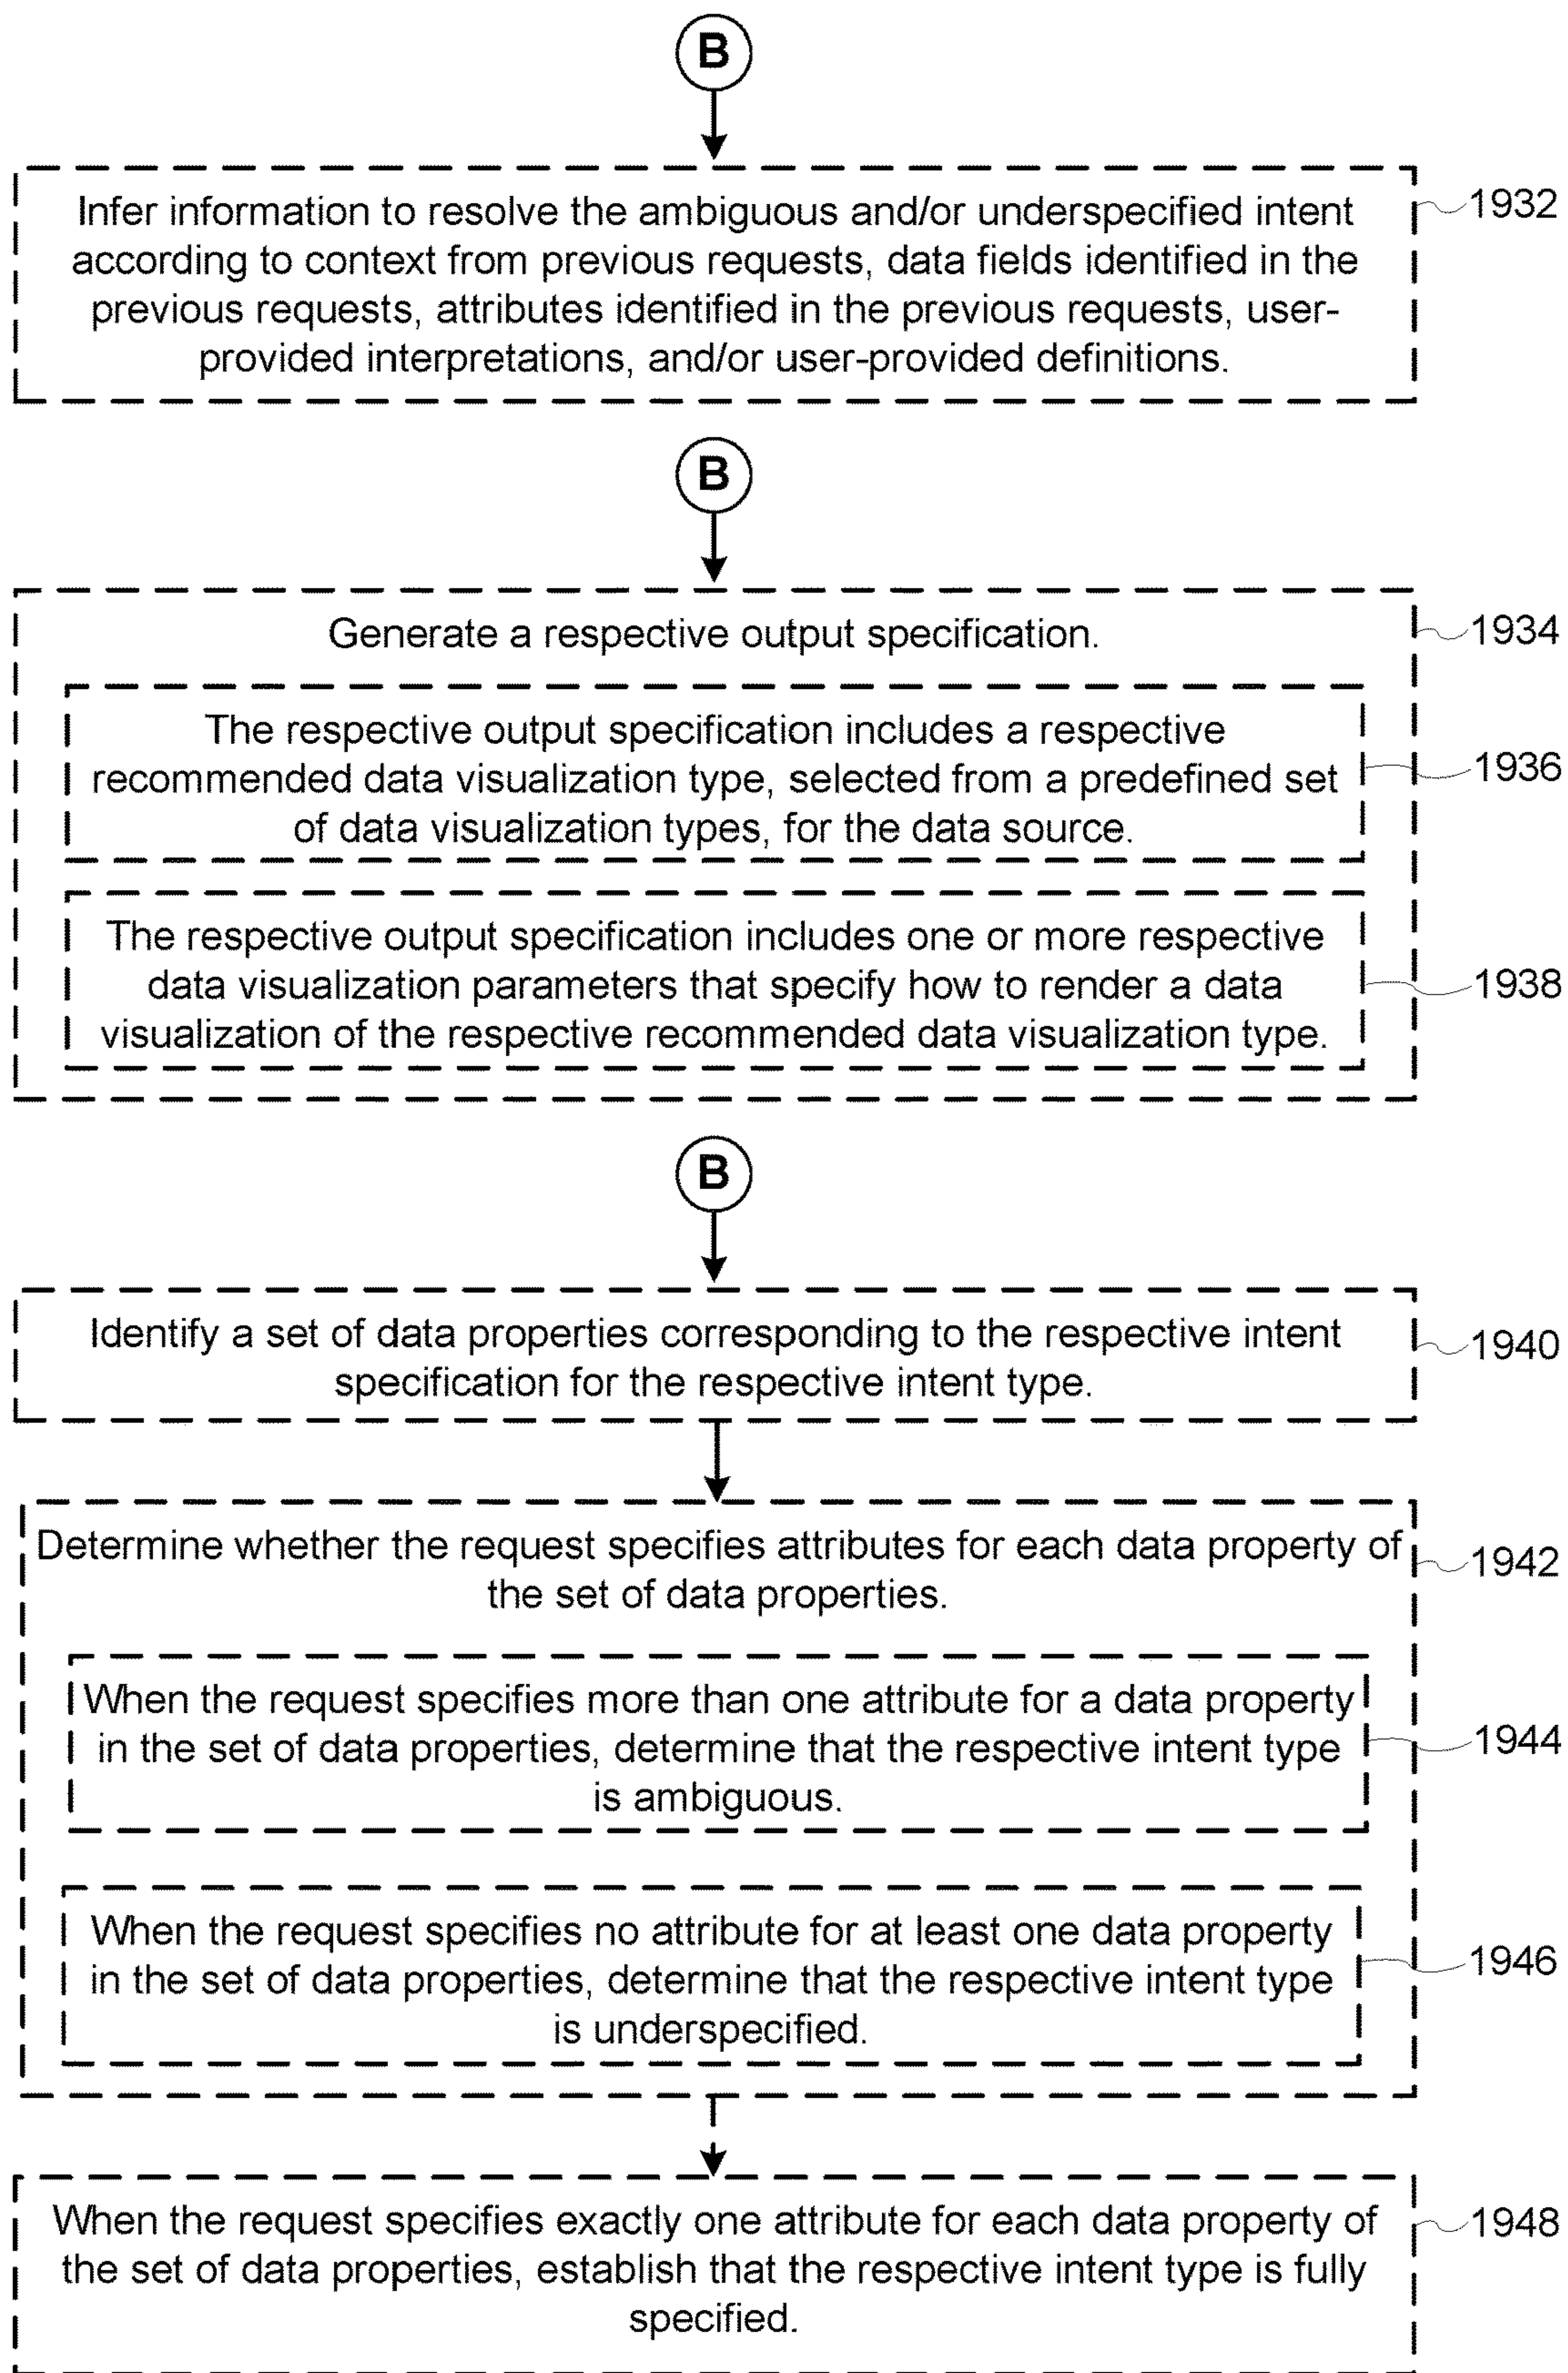 B
Infer information to resolve the ambiguous and/or underspecified intent
according to context from previous requests, data fields identified in the
previous requests, attributes identified in the previous requests, user-
provided interpretations, and/or user-provided definitions.
1932
B
Generate a respective output specification.
1934
The respective output specification includes a respective
recommended data visualization type, selected from a predefined set
of data visualization types, for the data source.
1936
The respective output specification includes one or more respective
data visualization parameters that specify how to render a data
visualization of the respective recommended data visualization type.
1938
B
Identify a set of data properties corresponding to the respective intent
specification for the respective intent type.
1940
Determine whether the request specifies attributes for each data property of
the set of data properties.
1942
When the request specifies more than one attribute for a data property
in the set of data properties, determine that the respective intent type
is ambiguous.
1944
When the request specifies no attribute for at least one data property
in the set of data properties, determine that the respective intent type
is underspecified.
1946
When the request specifies exactly one attribute for each data property of
the set of data properties, establish that the respective intent type is fully
specified.
1948